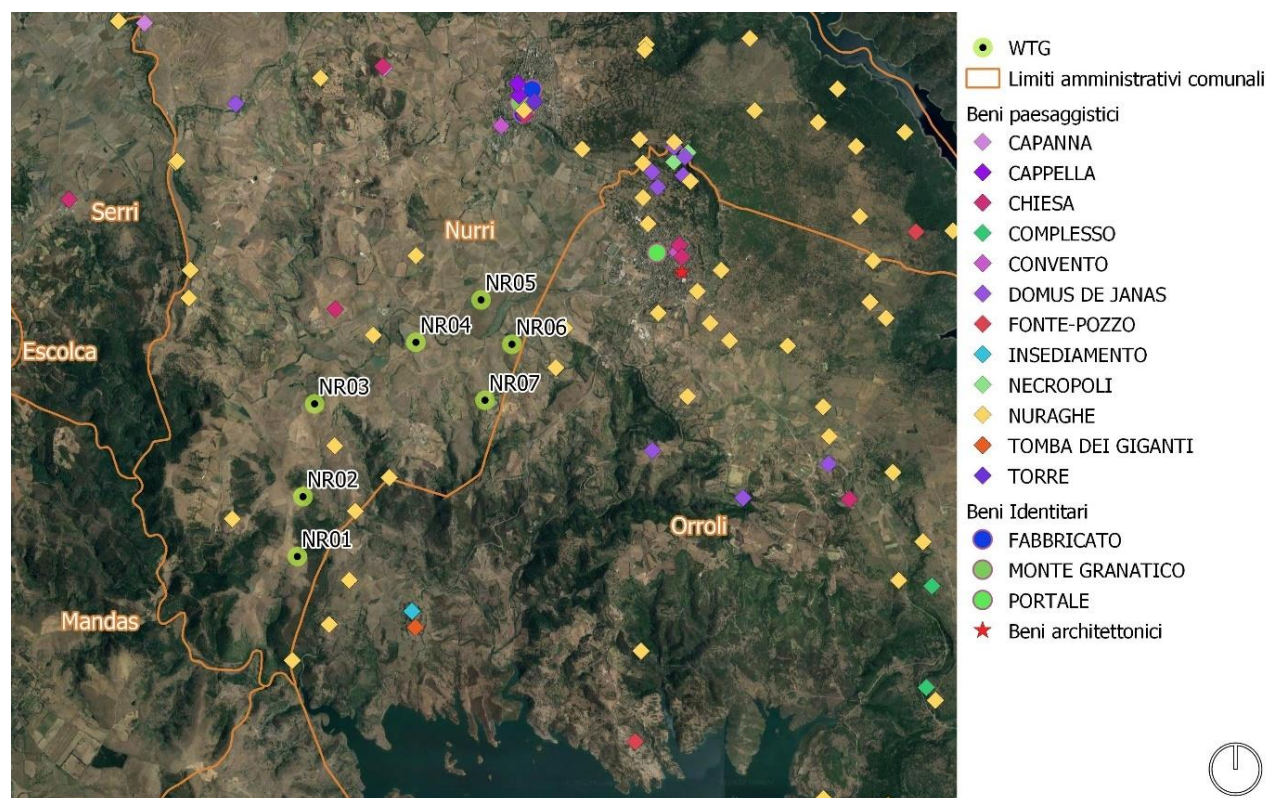 WTG
Limiti amministrativi comunali
Beni paesaggistici
CAPANNA
CAPPELLA
CHIESA
COMPLESSO
CONVENTO
DOMUS DE JANAS
FONTE-POZZO
INSEDIAMENTO
NECROPOLI
NURAGHE
TOMBA DEI GIGANTI
TORRE
Beni Identitari
FABBRICATO
MONTE GRANATICO
PORTALE
Beni architettonici
Serri
Nurri
NR05
NR04
NR06
Escolca
NR03
NR07
NR02
Orroli
NR01
Mandas